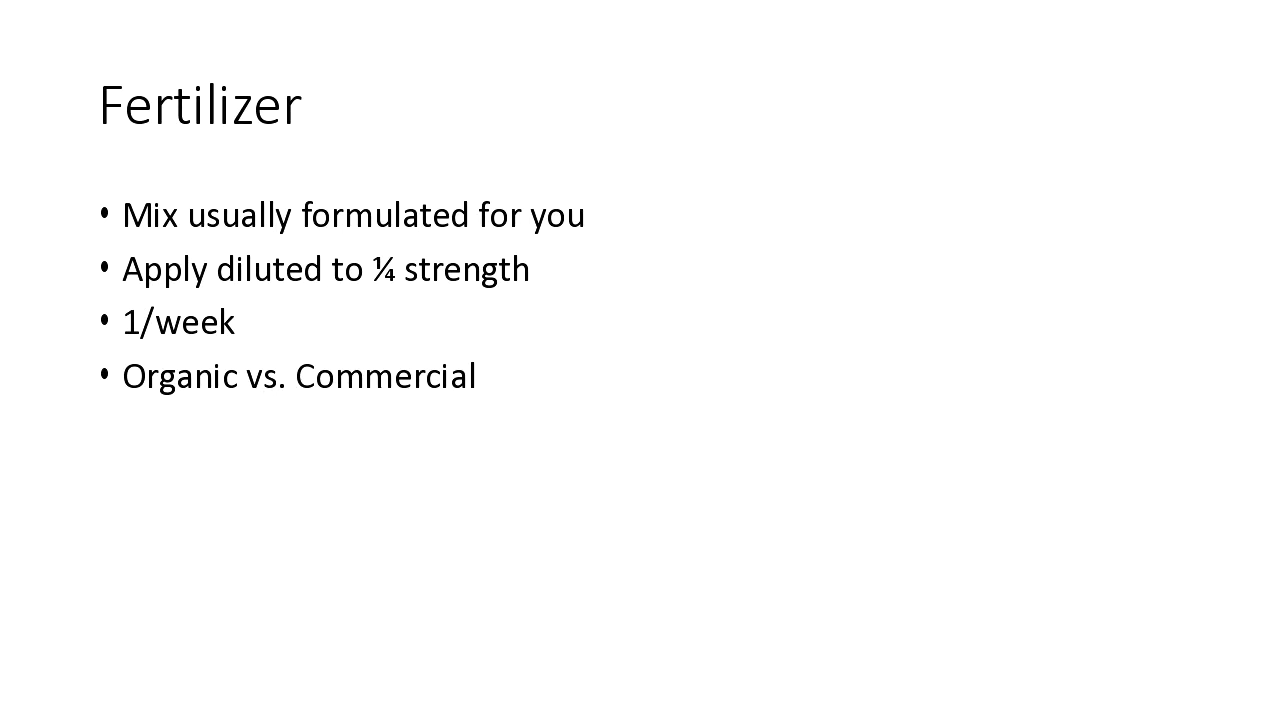 Fertilizer
• Mix usually formulated for you
• Apply diluted to ¼ strength
• 1/week
• Organic vs. Commercial